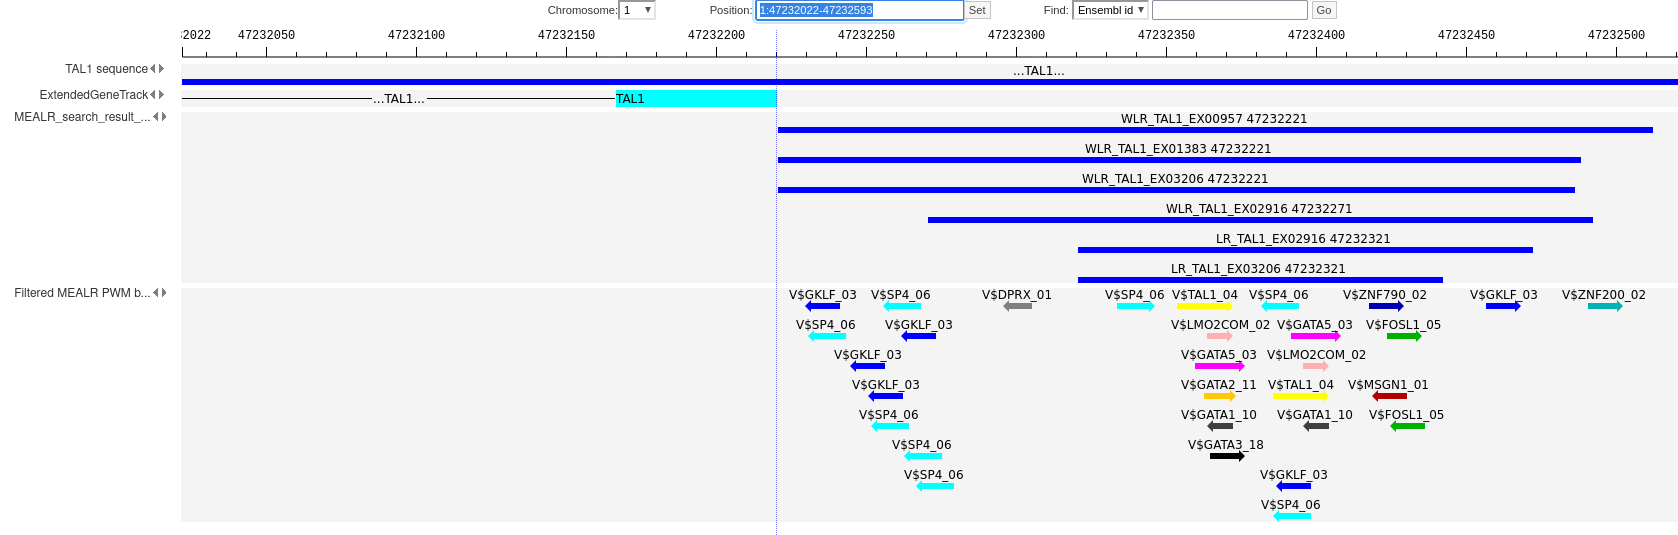 Chromosome: 1 Position: 1:47232022-47232593 Set Find: Ensembl id Go
:2022 47232050 47232100 47232150 47232200 47232250 47232300 47232350 47232400 47232450 47232500
TAL1 sequence ...TAL1...
ExtendedGeneTrack ...TAL1... TAL1
MEALR_search_result_... WLR_TAL1_EX00957 47232221
WLR_TAL1_EX01383 47232221
WLR_TAL1_EX03206 47232221
WLR_TAL1_EX02916 47232271
LR_TAL1_EX02916 47232321
LR_TAL1_EX03206 47232321
Filtered MEALR PWM b... V$GKLF_03 V$SP4_06 V$DPRX_01 V$SP4_06 V$TAL1_04 V$SP4_06 V$ZNF790_02 V$GKLF_03 V$ZNF200_02
V$SP4_06 V$GKLF_03 V$LMO2COM_02 V$GATA5_03 V$FOSL1_05
V$GKLF_03 V$GATA5_03 V$LMO2COM_02
V$GKLF_03 V$GATA2_11 V$TAL1_04 V$MSGN1_01
V$SP4_06 V$GATA1_10 V$GATA1_10 V$FOSL1_05
V$SP4_06 V$GATA3_18
V$SP4_06 V$GKLF_03
V$SP4_06